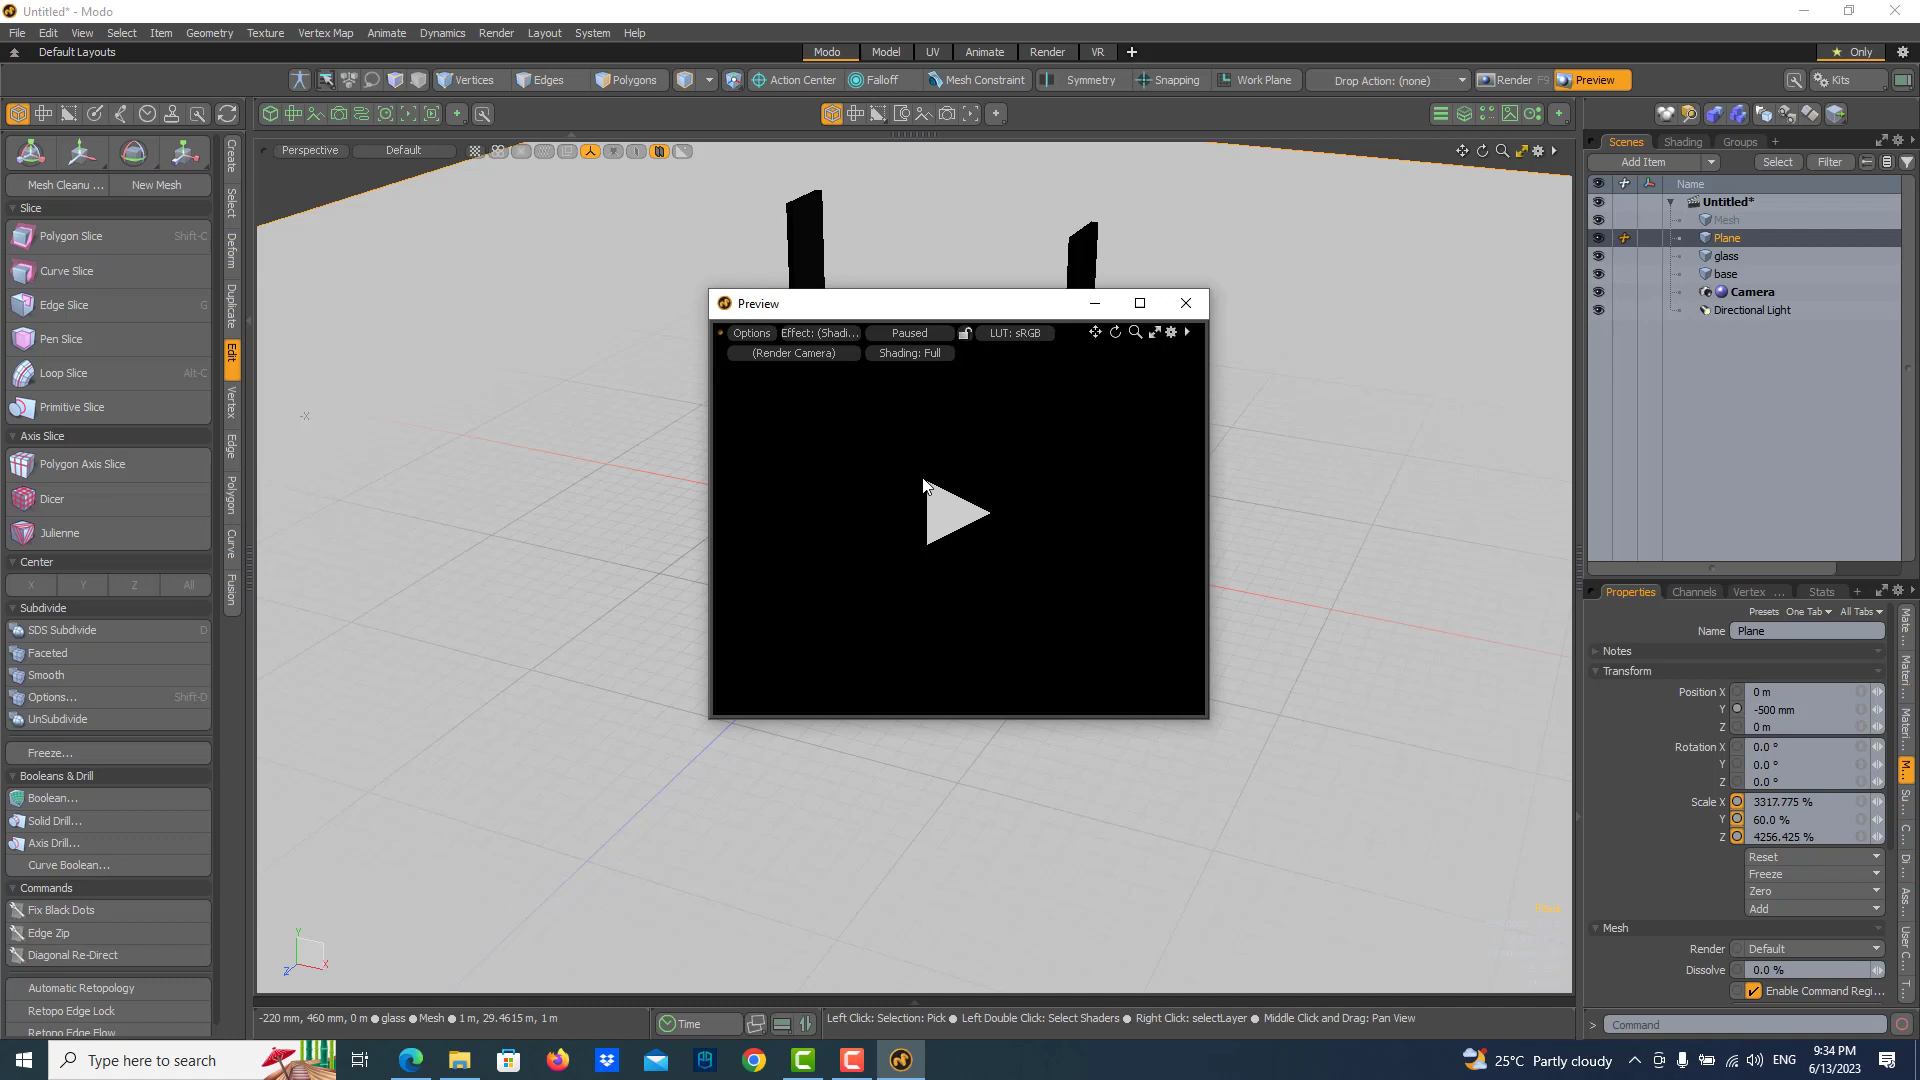 Untitled* - Modo
File Edit View Select Item Geometry Texture Vertex Map Animate Dynamics Render Layout System Help
Default Layouts
Modo Model UV Animate Render VR
Only
Vertices Edges Polygons Action Center Falloff Mesh Constraint Symmetry Snapping Work Plane Drop Action: (none) Render F9 Preview Kits
Perspective Default
Mesh Cleanu ... New Mesh
Slice
Polygon Slice Shift-C
Curve Slice
Edge Slice G
Pen Slice
Loop Slice Alt-C
Primitive Slice
Axis Slice
Polygon Axis Slice
Dicer
Julienne
Center
X Y Z All
Subdivide
SDS Subdivide D
Faceted
Smooth
Options... Shift-D
UnSubdivide
Freeze...
Booleans & Drill
Boolean...
Solid Drill...
Axis Drill...
Curve Boolean...
Commands
Fix Black Dots
Edge Zip
Diagonal Re-Direct
Automatic Retopology
Retopo Edge Lock
Retopo Edge Flow
Create
Select
Deform
Duplicate
Edit
Vertex
Edge
Polygon
Curve
Fusion
-X
Y
Z X
Preview
Options Effect: (Shadi... Paused LUT: sRGB
(Render Camera) Shading: Full
Scenes Shading Groups
Add Item Select Filter
Name
Untitled*
Mesh
Plane
glass
base
Camera
Directional Light
Properties Channels Vertex ... Stats
Presets One Tab All Tabs
Name Plane
Notes
Transform
Position X 0 m
Y -500 mm
Z 0 m
Rotation X 0.0 °
Y 0.0 °
Z 0.0 °
Scale X 3317.775 %
Y 60.0 %
Z 4256.425 %
Reset
Freeze
Zero
Add
Mesh
Render Default
Dissolve 0.0 %
Enable Command Regi...
Mate ...
Materi...
Materi...
M...
Su ...
C ...
Di ...
Ass ...
User C ...
T ...
-220 mm, 460 mm, 0 m ● glass ● Mesh ● 1 m, 29.4615 m, 1 m
Time
Left Click: Selection: Pick ● Left Double Click: Select Shaders ● Right Click: selectLayer ● Middle Click and Drag: Pan View
> Command
Type here to search
25°C Partly cloudy
ENG
9:34 PM
6/13/2023